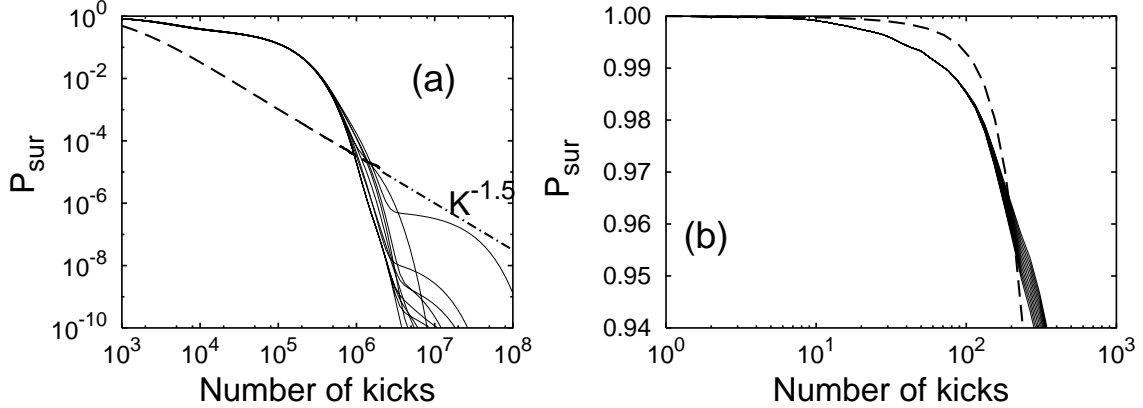 10^0
10^-2
10^-4
10^-6
10^-8
10^-10
P_sur
(a)
K^-1.5
10^3 10^4 10^5 10^6 10^7 10^8
Number of kicks
1.00
0.99
0.98
0.97
0.96
0.95
0.94
P_sur
(b)
10^0 10^1 10^2 10^3
Number of kicks